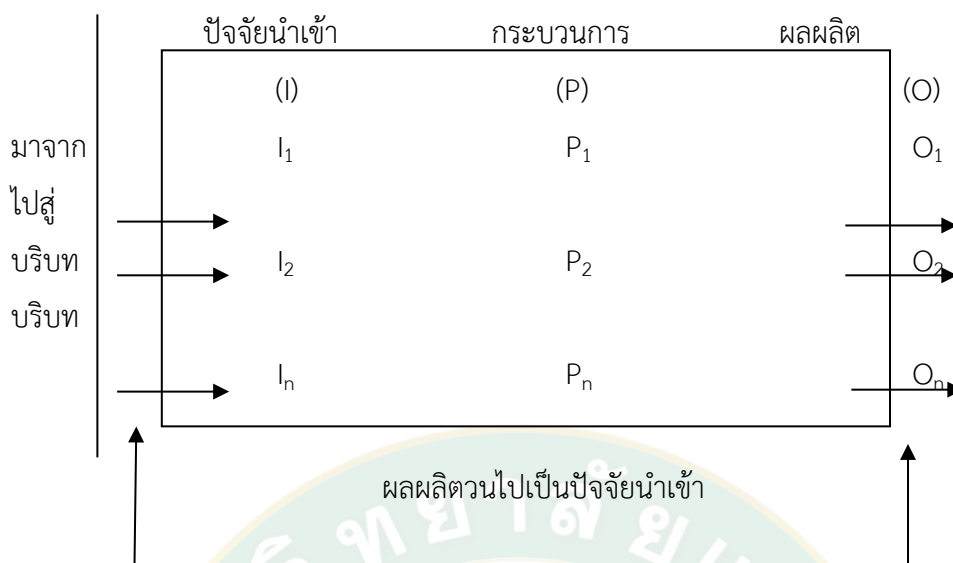 ปัจจัยนำเข้า กระบวนการ ผลผลิต
(I) (P) (O)
มาจาก I₁ P₁ O₁
ไปสู่
บริบท I₂ P₂ O₂
บริบท
Iₙ Pₙ Oₙ
ผลผลิตวนไปเป็นปัจจัยนำเข้า